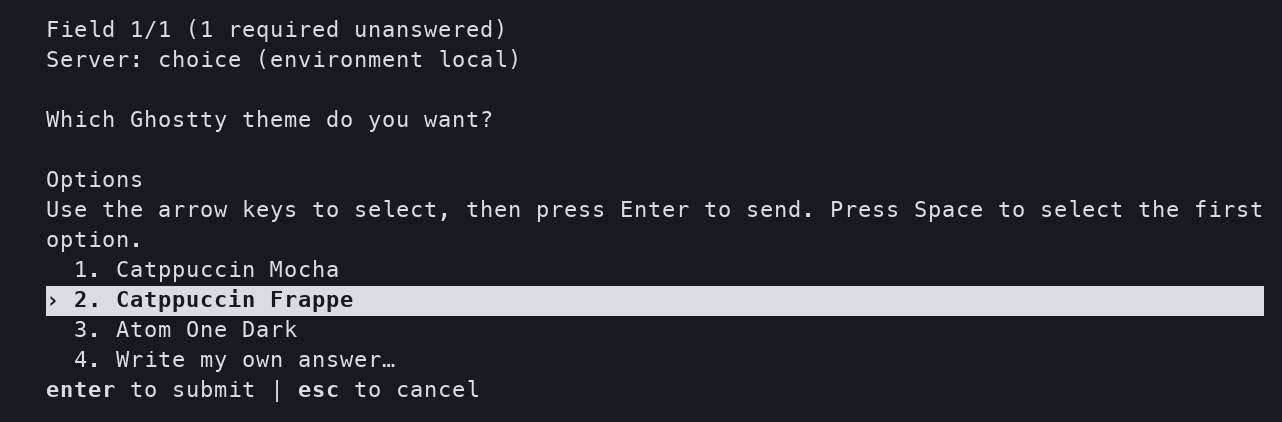 Field 1/1 (1 required unanswered)
Server: choice (environment local)
Which Ghostty theme do you want?
Options
Use the arrow keys to select, then press Enter to send. Press Space to select the first
option.
1. Catppuccin Mocha
› 2. Catppuccin Frappe
3. Atom One Dark
4. Write my own answer…
enter to submit | esc to cancel